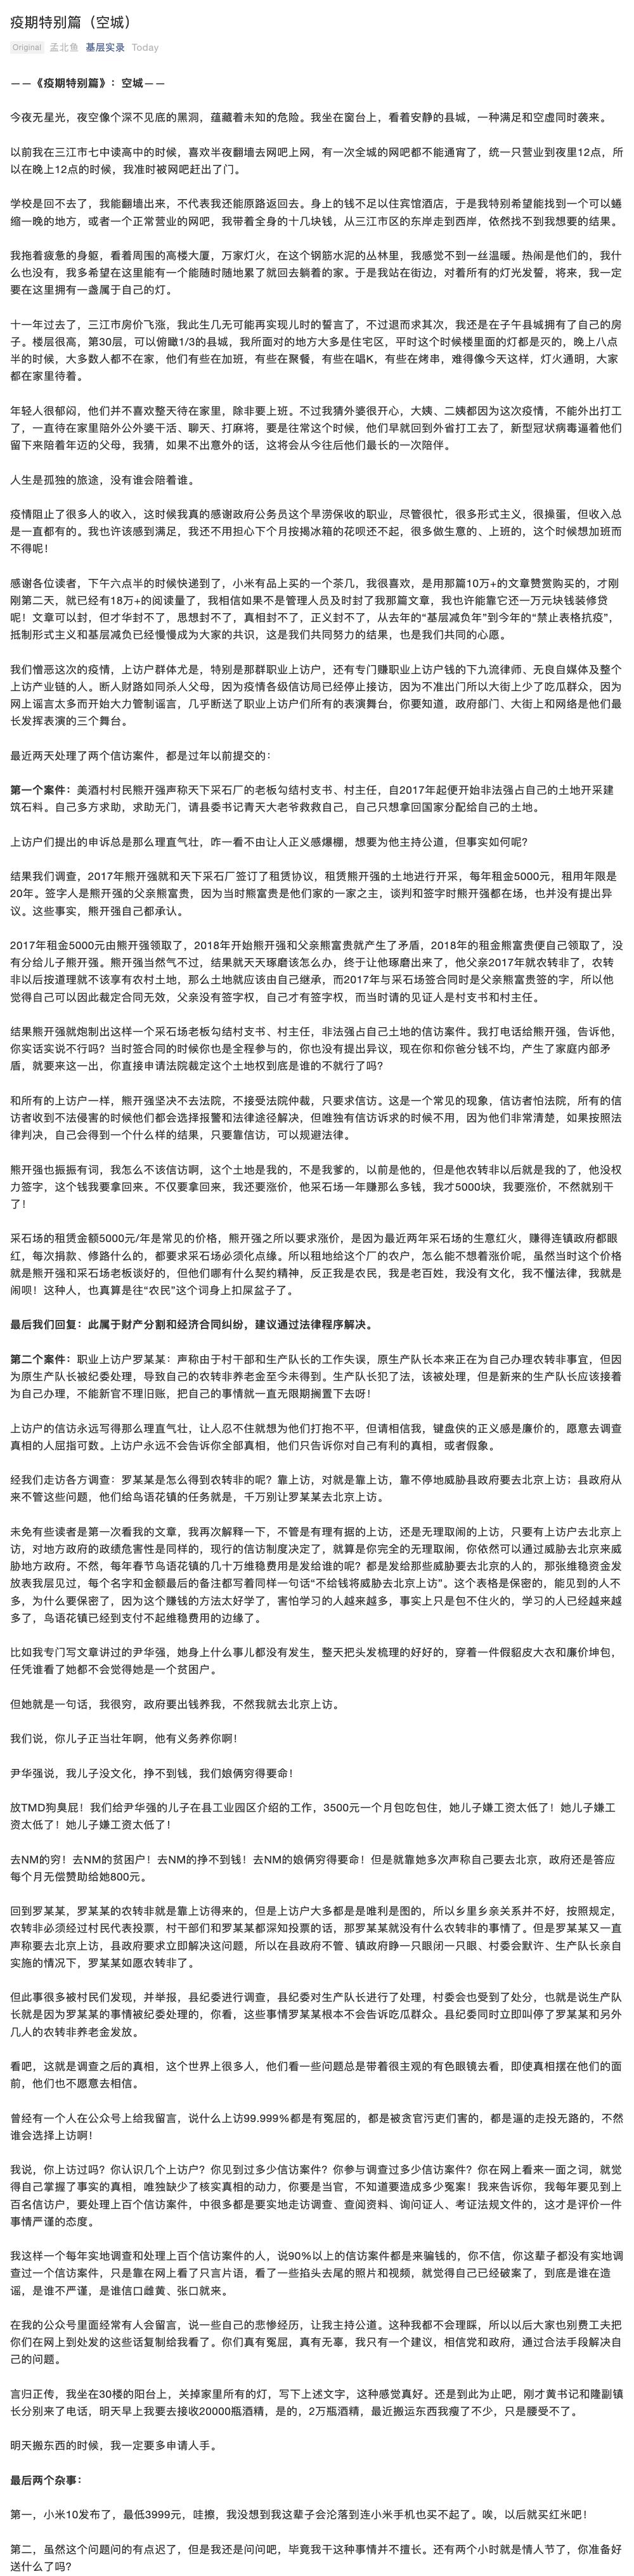 疫期特别篇（空城）
Original 孟北鱼 基层实录 Today
——《疫期特别篇》：空城——
今夜无星光，夜空像个深不见底的黑洞，蕴藏着未知的危险。我坐在窗台上，看着安静的县城，一种满足和空虚同时袭来。
以前我在三江市七中读高中的时候，喜欢半夜翻墙去网吧上网，有一次全城的网吧都不能通宵了，统一只营业到夜里12点，所
以在晚上12点的时候，我准时被网吧赶出了门。
学校是回不去了，我能翻墙出来，不代表我还能原路返回去。身上的钱不足以住宾馆酒店，于是我特别希望能找到一个可以蜷
缩一晚的地方，或者一个正常营业的网吧，我带着全身的十几块钱，从三江市区的东岸走到西岸，依然找不到我想要的结果。
我拖着疲惫的身躯，看着周围的高楼大厦，万家灯火，在这个钢筋水泥的丛林里，我感觉不到一丝温暖。热闹是他们的，我什
么也没有，我多希望在这里能有一个能随时随地累了就回去躺着的家。于是我站在街边，对着所有的灯光发誓，将来，我一定
要在这里拥有一盏属于自己的灯。
十一年过去了，三江市房价飞涨，我此生几无可能再实现儿时的誓言了，不过退而求其次，我还是在子午县城拥有了自己的房
子。楼层很高，第30层，可以俯瞰1/3的县城，我所面对的地方大多是住宅区，平时这个时候楼里面的灯都是灭的，晚上八点
半的时候，大多数人都不在家，他们有些在加班，有些在聚餐，有些在唱K，有些在烤串，难得像今天这样，灯火通明，大家
都在家里待着。
年轻人很郁闷，他们并不喜欢整天待在家里，除非要上班。不过我猜外婆很开心，大姨、二姨都因为这次疫情，不能外出打工
了，一直待在家里陪外公外婆干活、聊天、打麻将，要是往常这个时候，他们早就回到外省打工去了，新型冠状病毒逼着他们
留下来陪着年迈的父母，我猜，如果不出意外的话，这将会从今往后他们最长的一次陪伴。
人生是孤独的旅途，没有谁会陪着谁。
疫情阻止了很多人的收入，这时候我真的感谢政府公务员这个旱涝保收的职业，尽管很忙，很多形式主义，很操蛋，但收入总
是一直都有的。我也许该感到满足，我还不用担心下个月按揭冰箱的花呗还不起，很多做生意的、上班的，这个时候想加班而
不得呢！
感谢各位读者，下午六点半的时候快递到了，小米有品上买的一个茶几，我很喜欢，是用那篇10万+的文章赞赏购买的，才刚
刚第二天，就已经有18万+的阅读量了，我相信如果不是管理人员及时封了我那篇文章，我也许能靠它还一万元块钱装修贷
呢！文章可以封，但才华封不了，思想封不了，真相封不了，正义封不了，从去年的“基层减负年”到今年的“禁止表格抗疫”，
抵制形式主义和基层减负已经慢慢成为大家的共识，这是我们共同努力的结果，也是我们共同的心愿。
我们憎恶这次的疫情，上访户群体尤是，特别是那群职业上访户，还有专门赚职业上访户钱的下九流律师、无良自媒体及整个
上访产业链的人。断人财路如同杀人父母，因为疫情各级信访局已经停止接访，因为不准出门所以大街上少了吃瓜群众，因为
网上谣言太多而开始大力管制谣言，几乎断送了职业上访户们所有的表演舞台，你要知道，政府部门、大街上和网络是他们最
长发挥表演的三个舞台。
最近两天处理了两个信访案件，都是过年以前提交的：
第一个案件：美酒村村民熊开强声称天下采石厂的老板勾结村支书、村主任，自2017年起便开始非法强占自己的土地开采建
筑石料。自己多方求助，求助无门，请县委书记青天大老爷救救自己，自己只想拿回国家分配给自己的土地。
上访户们提出的申诉总是那么理直气壮，咋一看不由让人正义感爆棚，想要为他主持公道，但事实如何呢？
结果我们调查，2017年熊开强就和天下采石厂签订了租赁协议，租赁熊开强的土地进行开采，每年租金5000元，租用年限是
20年。签字人是熊开强的父亲熊富贵，因为当时熊富贵是他们家的一家之主，谈判和签字时熊开强都在场，也并没有提出异
议。这些事实，熊开强自己都承认。
2017年租金5000元由熊开强领取了，2018年开始熊开强和父亲熊富贵就产生了矛盾，2018年的租金熊富贵便自己领取了，没
有分给儿子熊开强。熊开强当然气不过，结果就天天琢磨该怎么办，终于让他琢磨出来了，他父亲2017年就农转非了，农转
非以后按道理就不该享有农村土地，那么土地就应该由自己继承，而2017年与采石场签合同时是父亲熊富贵签的字，所以他
觉得自己可以因此裁定合同无效，父亲没有签字权，自己才有签字权，而当时请的见证人是村支书和村主任。
结果熊开强就炮制出这样一个采石场老板勾结村支书、村主任，非法强占自己土地的信访案件。我打电话给熊开强，告诉他，
你实话实说不行吗？当时签合同的时候你也是全程参与的，你也没有提出异议，现在你和你爸分钱不均，产生了家庭内部矛
盾，就要来这一出，你直接申请法院裁定这个土地权到底是谁的不就行了吗？
和所有的上访户一样，熊开强坚决不去法院，不接受法院仲裁，只要求信访。这是一个常见的现象，信访者怕法院，所有的信
访者收到不法侵害的时候他们都会选择报警和法律途径解决，但唯独有信访诉求的时候不用，因为他们非常清楚，如果按照法
律判决，自己会得到一个什么样的结果，只要靠信访，可以规避法律。
熊开强也振振有词，我怎么不该信访啊，这个土地是我的，不是我爹的，以前是他的，但是他农转非以后就是我的了，他没权
力签字，这个钱我要拿回来。不仅要拿回来，我还要涨价，他采石场一年赚那么多钱，我才5000块，我要涨价，不然就别干
了！
采石场的租赁金额5000元/年是常见的价格，熊开强之所以要求涨价，是因为最近两年采石场的生意红火，赚得连镇政府都眼
红，每次捐款、修路什么的，都要求采石场必须化点缘。所以租地给这个厂的农户，怎么能不想着涨价呢，虽然当时这个价格
就是熊开强和采石场老板谈好的，但他们哪有什么契约精神，反正我是农民，我是老百姓，我没有文化，我不懂法律，我就是
闹呗！这种人，也真算是往“农民”这个词身上扣屎盆子了。
最后我们回复：此属于财产分割和经济合同纠纷，建议通过法律程序解决。
第二个案件：职业上访户罗某某：声称由于村干部和生产队长的工作失误，原生产队长本来正在为自己办理农转非事宜，但因
为原生产队长被纪委处理，导致自己的农转非养老金至今未得到。生产队长犯了法，该被处理，但是新来的生产队长应该接着
为自己办理，不能新官不理旧账，把自己的事情就一直无限期搁置下去呀！
上访户的信访永远写得那么理直气壮，让人忍不住就想为他们打抱不平，但请相信我，键盘侠的正义感是廉价的，愿意去调查
真相的人屈指可数。上访户永远不会告诉你全部真相，他们只告诉你对自己有利的真相，或者假象。
经我们走访各方调查：罗某某是怎么得到农转非的呢？靠上访，对就是靠上访，靠不停地威胁县政府要去北京上访；县政府从
来不管这些问题，他们给鸟语花镇的任务就是，千万别让罗某某去北京上访。
未免有些读者是第一次看我的文章，我再次解释一下，不管是有理有据的上访，还是无理取闹的上访，只要有上访户去北京上
访，对地方政府的政绩危害性是同样的，现行的信访制度决定了，就算是你完全的无理取闹，你依然可以通过威胁去北京来威
胁地方政府。不然，每年春节鸟语花镇的几十万维稳费用是发给谁的呢？都是发给那些威胁要去北京的人的，那张维稳资金发
放表我层见过，每个名字和金额最后的备注都写着同样一句话“不给钱将威胁去北京上访”。这个表格是保密的，能见到的人不
多，为什么要保密了，因为这个赚钱的方法太好学了，害怕学习的人越来越多，事实上只是包不住火的，学习的人已经越来越
多了，鸟语花镇已经到支付不起维稳费用的边缘了。
比如我专门写文章讲过的尹华强，她身上什么事儿都没有发生，整天把头发梳理的好好的，穿着一件假貂皮大衣和廉价坤包，
任凭谁看了她都不会觉得她是一个贫困户。
但她就是一句话，我很穷，政府要出钱养我，不然我就去北京上访。
我们说，你儿子正当壮年啊，他有义务养你啊！
尹华强说，我儿子没文化，挣不到钱，我们娘俩穷得要命！
放TMD狗臭屁！我们给尹华强的儿子在县工业园区介绍的工作，3500元一个月包吃包住，她儿子嫌工资太低了！她儿子嫌工
资太低了！她儿子嫌工资太低了！
去NM的穷！去NM的贫困户！去NM的挣不到钱！去NM的娘俩穷得要命！但是就靠她多次声称自己要去北京，政府还是答应
每个月无偿赞助给她800元。
回到罗某某，罗某某的农转非就是靠上访得来的，但是上访户大多都是是唯利是图的，所以乡里乡亲关系并不好，按照规定，
农转非必须经过村民代表投票，村干部们和罗某某都深知投票的话，那罗某某就没有什么农转非的事情了。但是罗某某又一直
声称要去北京上访，县政府要求立即解决这问题，所以在县政府不管、镇政府睁一只眼闭一只眼、村委会默许、生产队长亲自
实施的情况下，罗某某如愿农转非了。
但此事很多被村民们发现，并举报，县纪委进行调查，县纪委对生产队长进行了处理，村委会也受到了处分，也就是说生产队
长就是因为罗某某的事情被纪委处理的，你看，这些事情罗某某根本不会告诉吃瓜群众。县纪委同时立即叫停了罗某某和另外
几人的农转非养老金发放。
看吧，这就是调查之后的真相，这个世界上很多人，他们看一些问题总是带着很主观的有色眼镜去看，即使真相摆在他们的面
前，他们也不愿意去相信。
曾经有一个人在公众号上给我留言，说什么上访99.999%都是有冤屈的，都是被贪官污吏们害的，都是逼的走投无路的，不然
谁会选择上访啊！
我说，你上访过吗？你认识几个上访户？你见到过多少信访案件？你参与调查过多少信访案件？你在网上看来一面之词，就觉
得自己掌握了事实的真相，唯独缺少了核实真相的动力，你要是当官，不知道要造成多少冤案！我来告诉你，我每年要见到上
百名信访户，要处理上百个信访案件，中很多都是要实地走访调查、查阅资料、询问证人、考证法规文件的，这才是评价一件
事情严谨的态度。
我这样一个每年实地调查和处理上百个信访案件的人，说90%以上的信访案件都是来骗钱的，你不信，你这辈子都没有实地调
查过一个信访案件，只是靠在网上看了只言片语，看了一些掐头去尾的照片和视频，就觉得自己已经破案了，到底是谁在造
谣，是谁不严谨，是谁信口雌黄、张口就来。
在我的公众号里面经常有人会留言，说一些自己的悲惨经历，让我主持公道。这种我都不会理睬，所以以后大家也别费工夫把
你们在网上到处发的这些话复制给我看了。你们真有冤屈，真有无辜，我只有一个建议，相信党和政府，通过合法手段解决自
己的问题。
言归正传，我坐在30楼的阳台上，关掉家里所有的灯，写下上述文字，这种感觉真好。还是到此为止吧，刚才黄书记和隆副镇
长分别来了电话，明天早上我要去接收20000瓶酒精，是的，2万瓶酒精，最近搬运东西我瘦了不少，只是腰受不了。
明天搬东西的时候，我一定要多申请人手。
最后两个杂事：
第一，小米10发布了，最低3999元，哇擦，我没想到我这辈子会沦落到连小米手机也买不起了。唉，以后就买红米吧！
第二，虽然这个问题问的有点迟了，但是我还是问问吧，毕竟我干这种事情并不擅长。还有两个小时就是情人节了，你准备好
送什么了吗？